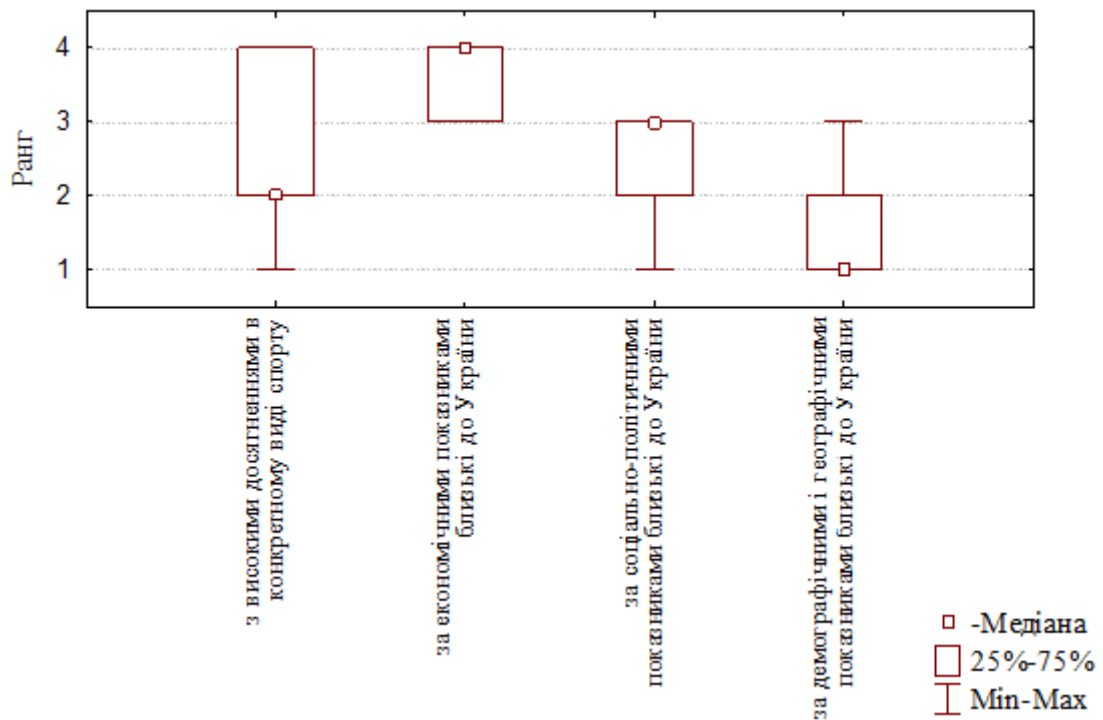 Ранг
4
3
2
1
з високими досягненнями в
конкретному виді спорту
за економічними показниками
близькі до України
за соціально-політичними
показниками близькі до України
за демографічними і географічними
показниками близькі до України
-Медіана
25%-75%
Min-Max